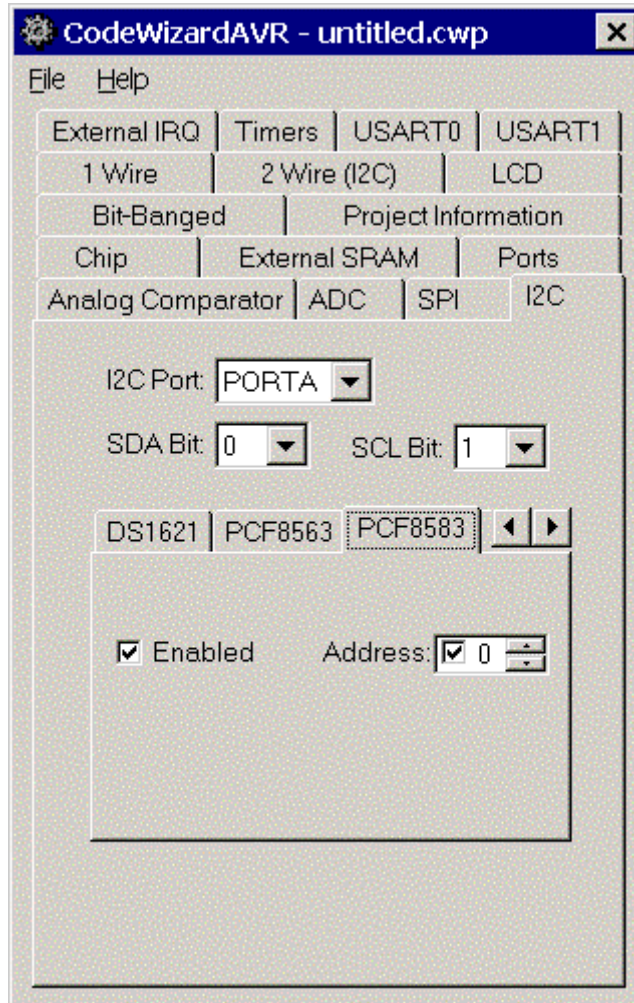 CodeWizardAVR - untitled.cwp
File Help
External IRQ Timers USART0 USART1
1 Wire 2 Wire (I2C) LCD
Bit-Banged Project Information
Chip External SRAM Ports
Analog Comparator ADC SPI I2C
I2C Port: PORTA
SDA Bit: 0 SCL Bit: 1
DS1621 PCF8563 PCF8583
Enabled Address: 0